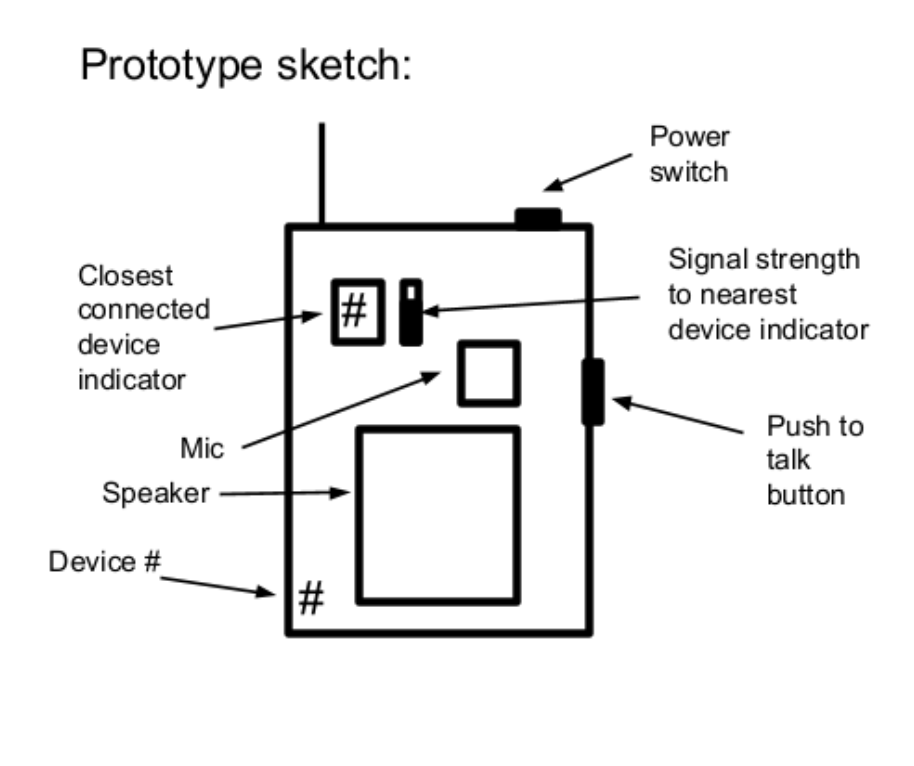 Prototype sketch:
Power
switch
Closest
connected
device
indicator
#
Signal strength
to nearest
device indicator
Mic
Push to
talk
button
Speaker
Device #
#